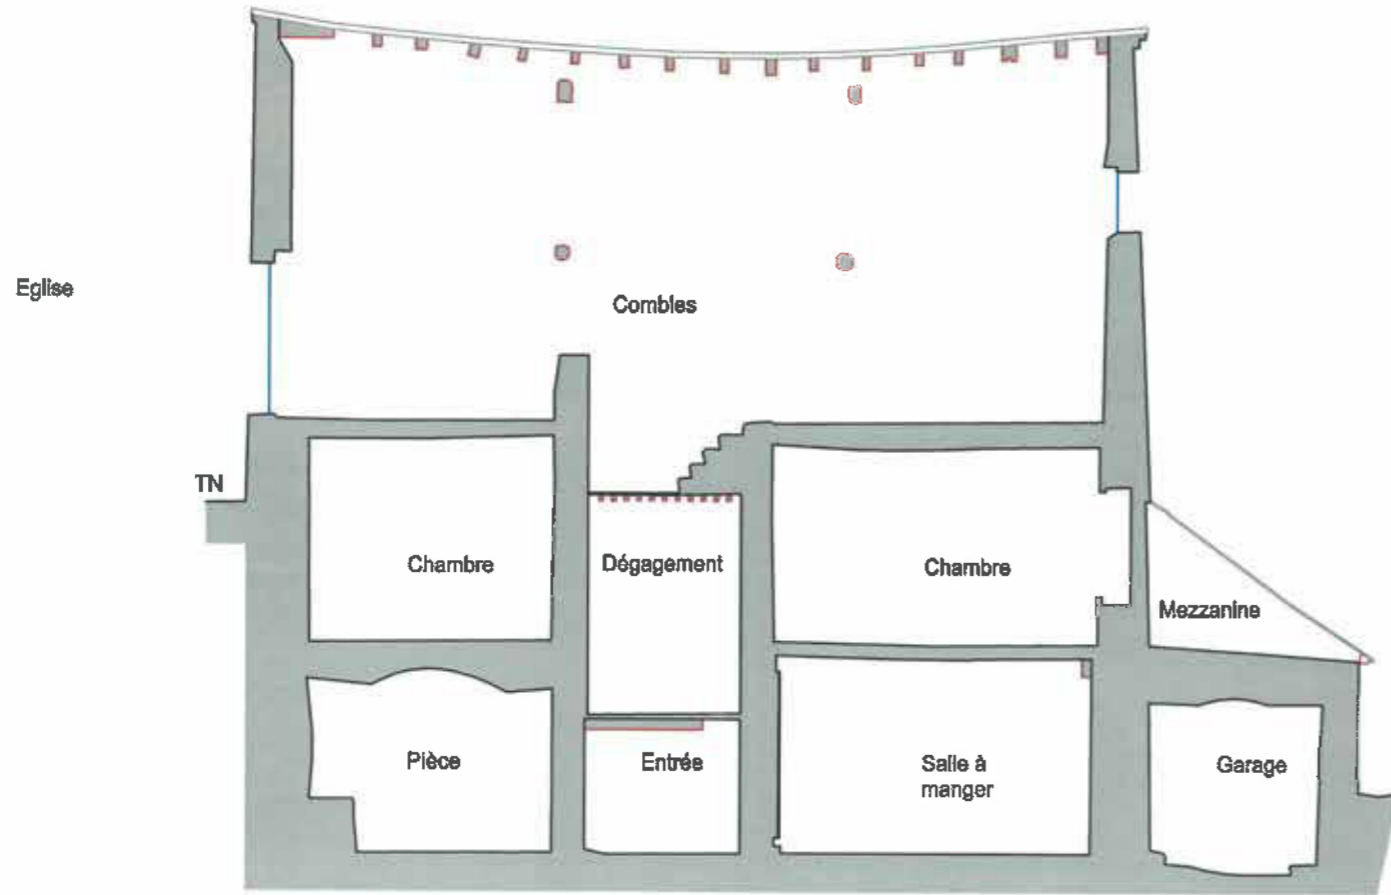 Eglise
Combles
TN
Chambre
Dégagement
Chambre
Mezzanine
Pièce
Entrée
Salle à
manger
Garage